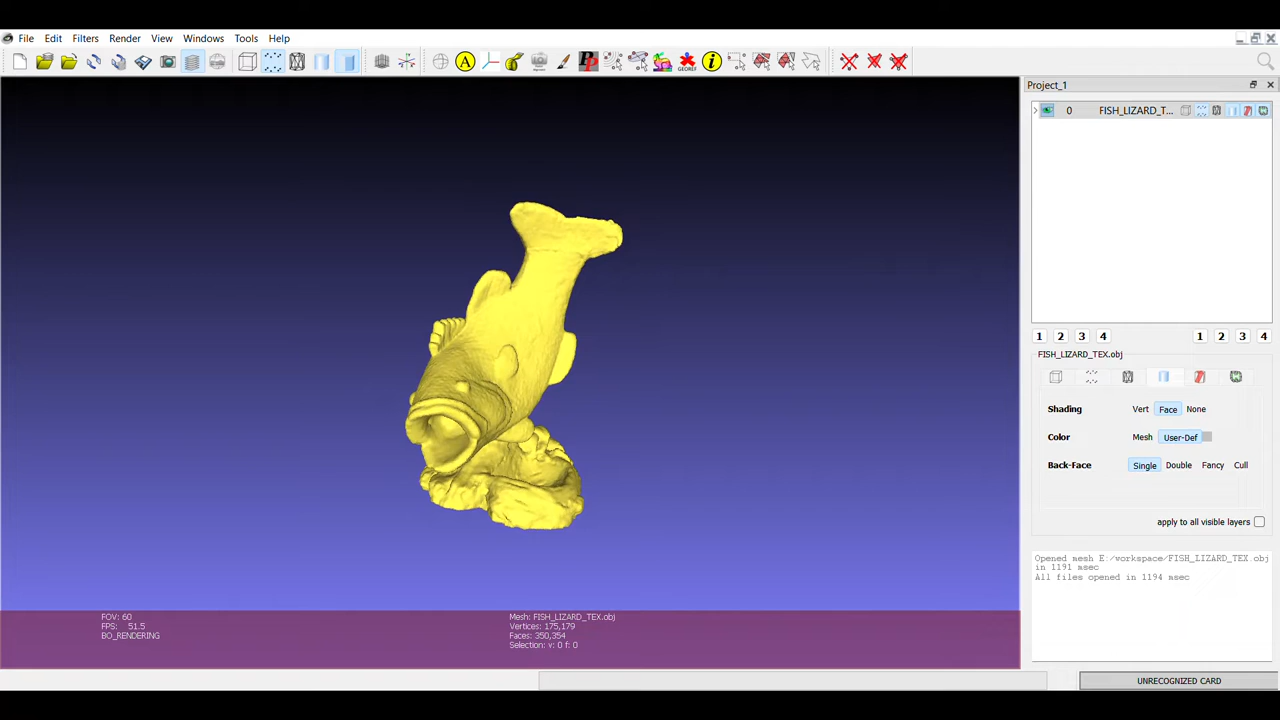 File Edit Filters Render View Windows Tools Help
A
PP
GEOREF
Project_1
0 FISH_LIZARD_T...
1 2 3 4 1 2 3 4
FISH_LIZARD_TEX.obj
Shading Vert Face None
Color Mesh User-Def
Back-Face Single Double Fancy Cull
apply to all visible layers
Opened mesh E:/workspace/FISH_LIZARD_TEX.obj
in 1191 msec
All files opened in 1194 msec
FOV: 60
FPS: 51.5
BO_RENDERING
Mesh: FISH_LIZARD_TEX.obj
Vertices: 175,179
Faces: 350,354
Selection: v: 0 f: 0
UNRECOGNIZED CARD